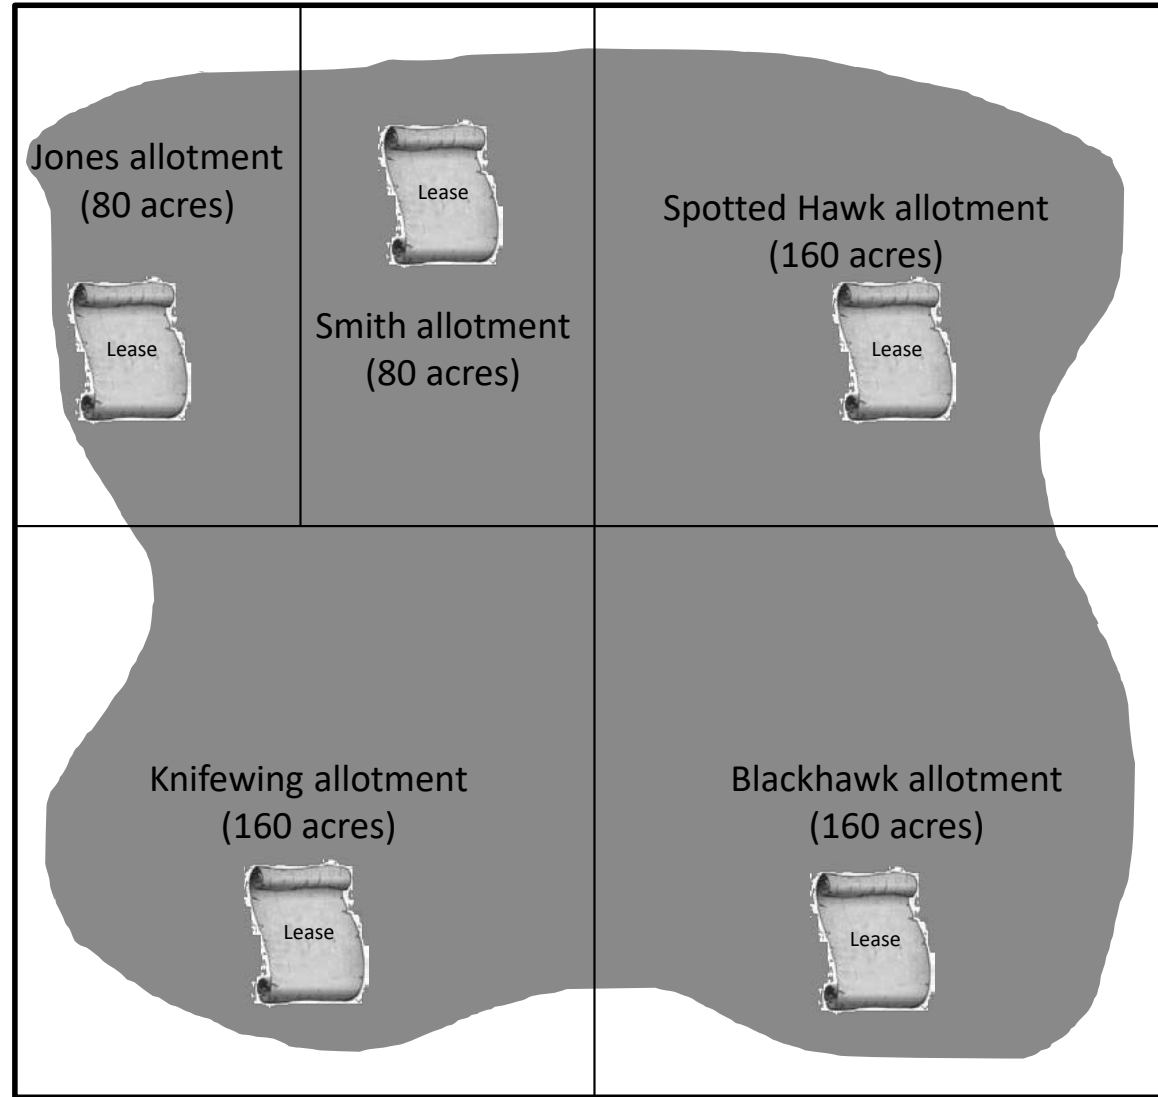 Jones allotment
(80 acres)
Lease
Lease
Smith allotment
(80 acres)
Spotted Hawk allotment
(160 acres)
Lease
Knifewing allotment
(160 acres)
Lease
Blackhawk allotment
(160 acres)
Lease